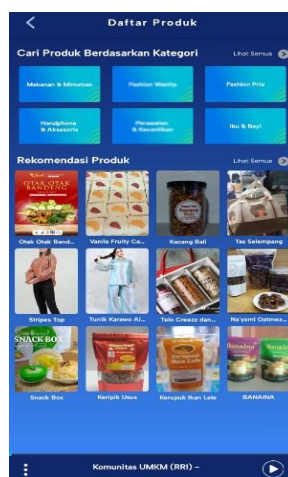 Daftar Produk
Cari Produk Berdasarkan Kategori
Lihat Semua
Makanan & Minuman
Fashion Wanita
Fashion Pria
Handphone
& Aksesoris
Perawatan
& Kecantikan
Ibu & Bayi
Rekomendasi Produk
Lihat Semua
OTAK OTAK
BANDENG
Otak Otak Band...
Vanila Fruity Ca...
Kacang Bali
Tas Selempang
Stripes Top
Tunik Karawo Al...
Telo Creezz dan...
Na'yami Oatmea...
SNACK BOX
Snack Box
Keripik Usus
Kerupuk Ikan Lele
BANAINA
Komunitas UMKM (RRI) –